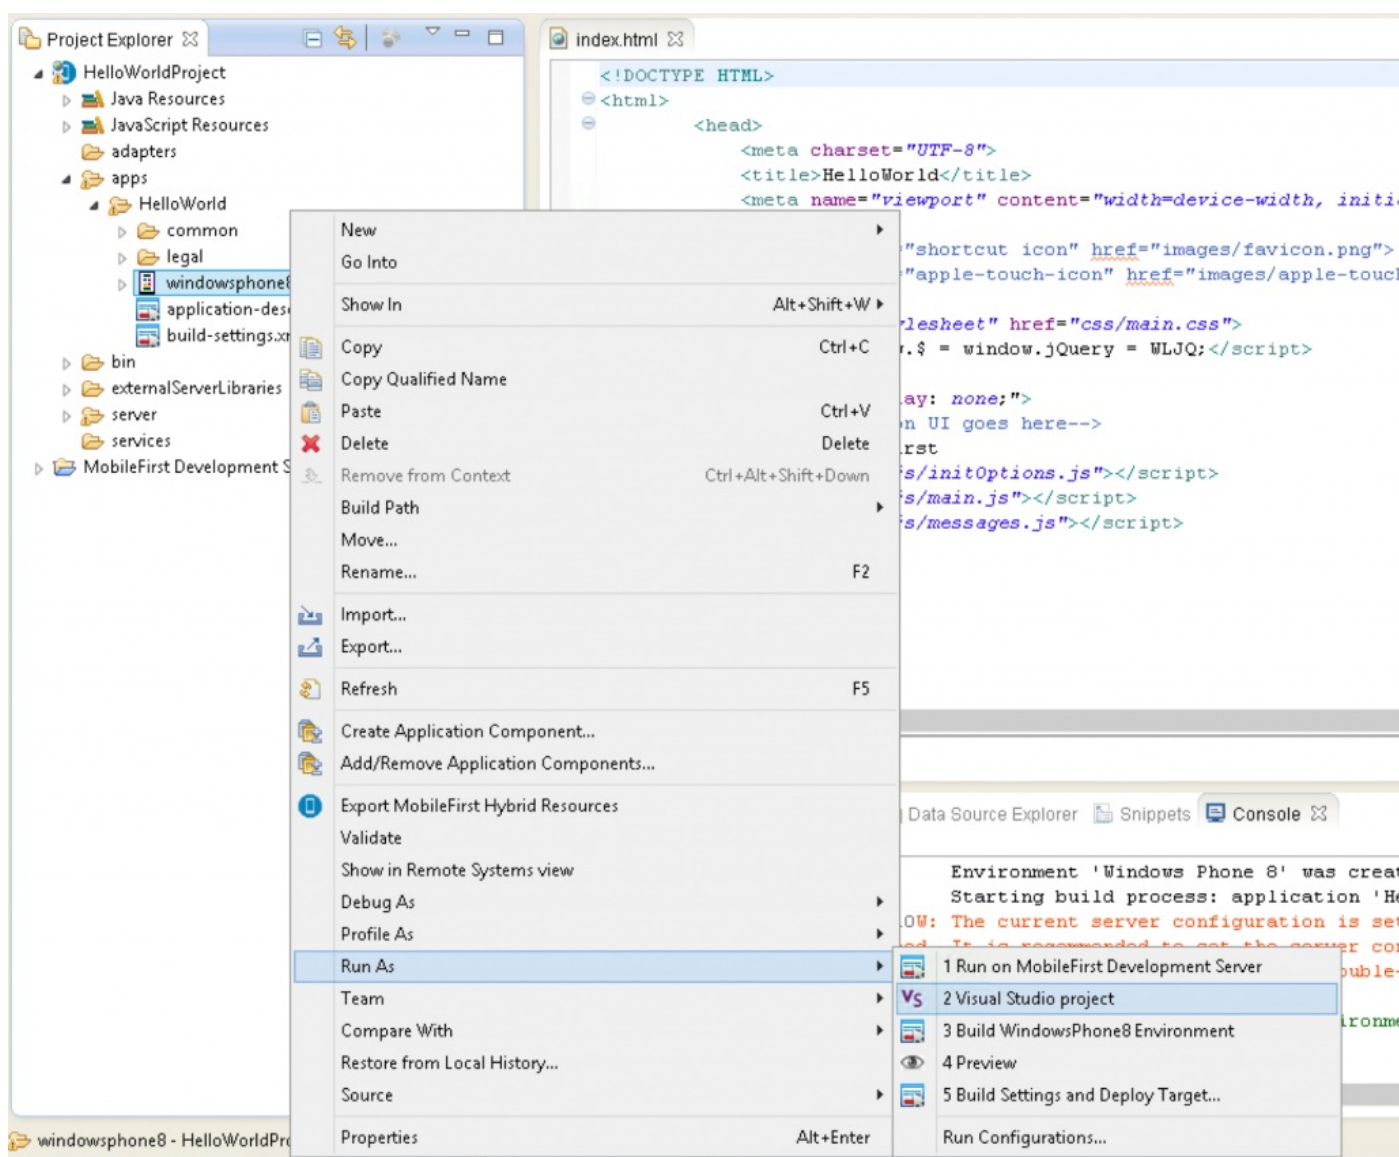 Project Explorer
HelloWorldProject
Java Resources
JavaScript Resources
adapters
apps
HelloWorld
common
legal
windowsphone8
application-des
build-settings.x
bin
externalServerLibraries
server
services
MobileFirst Development S
index.html
<!DOCTYPE HTML>
<html>
<head>
<meta charset="UTF-8">
<title>HelloWorld</title>
<meta name="viewport" content="width=device-width, initi
="shortcut icon" href="images/favicon.png">
="apple-touch-icon" href="images/apple-touc
lesheet" href="css/main.css">
.$ = window.jQuery = WLJQ;</script>
ay: none;">
n UI goes here-->
rst
s/initOptions.js"></script>
s/main.js"></script>
s/messages.js"></script>
New
Go Into
Show In Alt+Shift+W
Copy Ctrl+C
Copy Qualified Name
Paste Ctrl+V
Delete Delete
Remove from Context Ctrl+Alt+Shift+Down
Build Path
Move...
Rename... F2
Import...
Export...
Refresh F5
Create Application Component...
Add/Remove Application Components...
Export MobileFirst Hybrid Resources
Validate
Show in Remote Systems view
Debug As
Profile As
Run As
Team
Compare With
Restore from Local History...
Source
Properties Alt+Enter
Data Source Explorer Snippets Console
Environment 'Windows Phone 8' was creat
Starting build process: application 'He
OW: The current server configuration is set
1 Run on MobileFirst Development Server
VS 2 Visual Studio project
3 Build WindowsPhone8 Environment
4 Preview
5 Build Settings and Deploy Target...
Run Configurations...
ouble-
ironme
windowsphone8 - HelloWorldPr